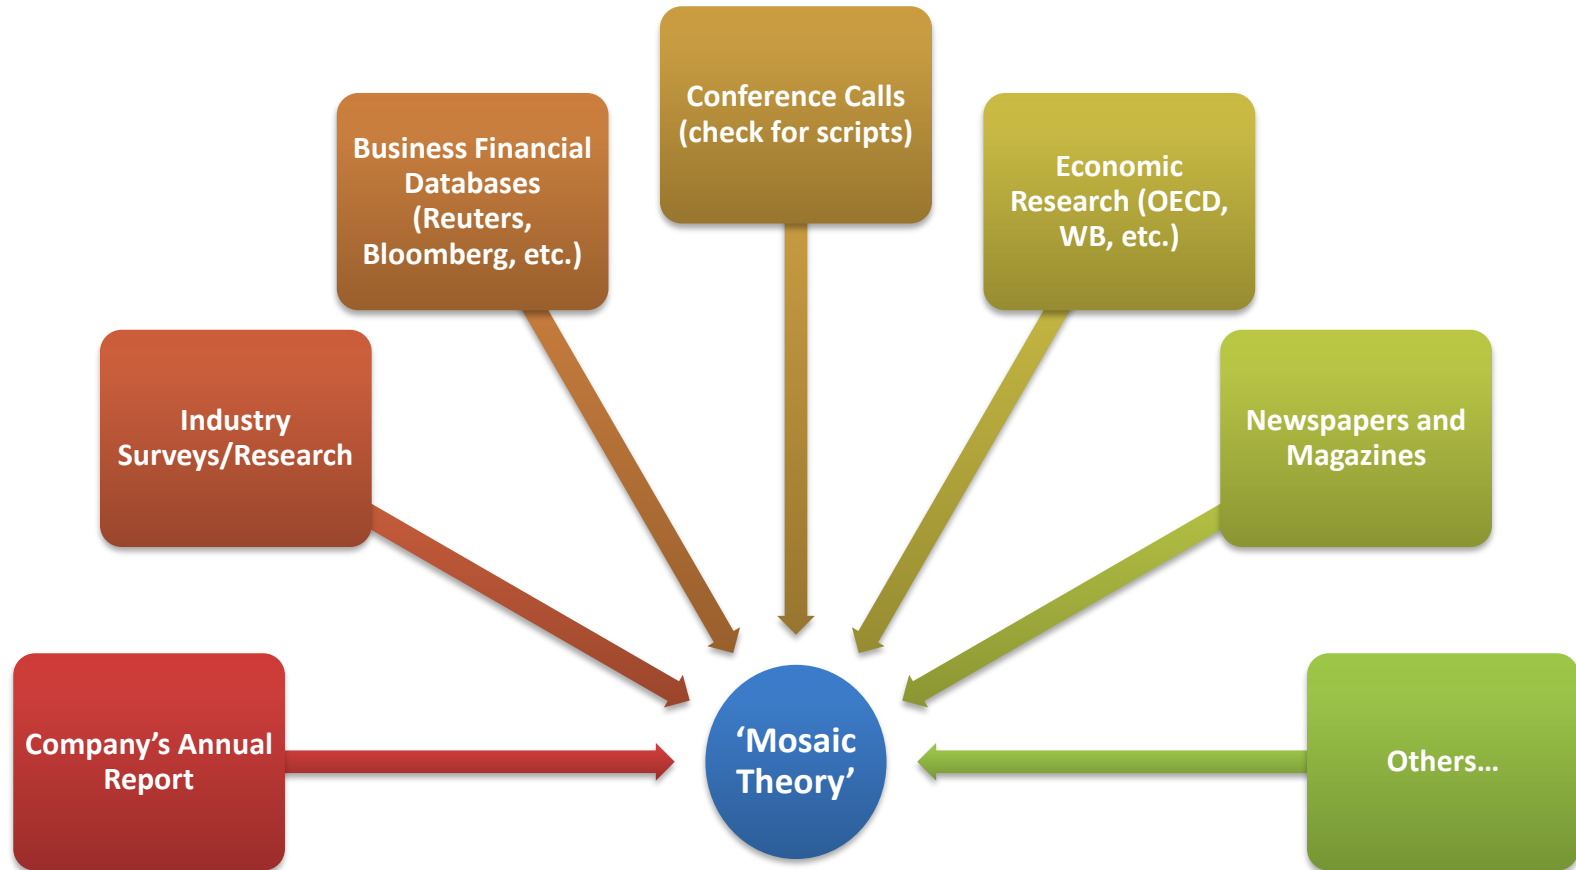 Conference Calls
(check for scripts)
Business Financial
Databases
(Reuters,
Bloomberg, etc.)
Economic
Research (OECD,
WB, etc.)
Industry
Surveys/Research
Newspapers and
Magazines
Company’s Annual
Report
‘Mosaic
Theory’
Others…